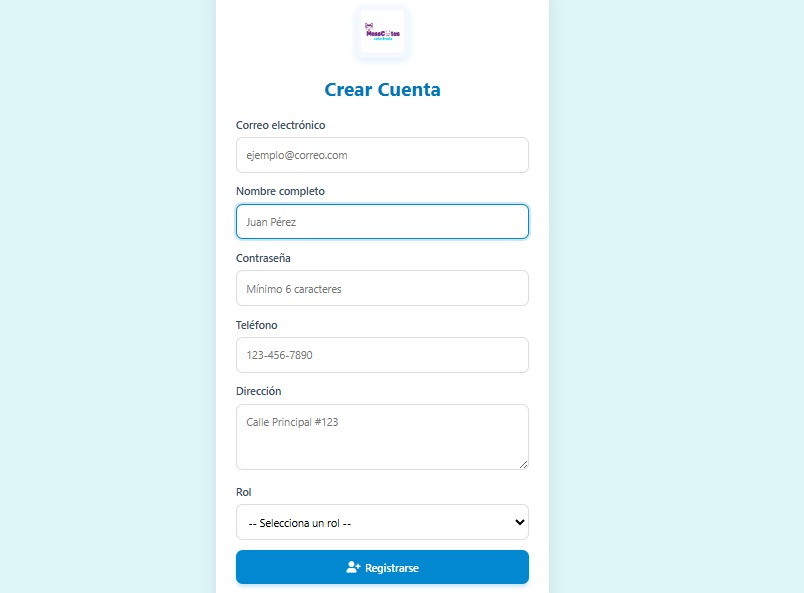 Crear Cuenta
Correo electrónico
ejemplo@correo.com
Nombre completo
Juan Pérez
Contraseña
Mínimo 6 caracteres
Teléfono
123-456-7890
Dirección
Calle Principal #123
Rol
-- Selecciona un rol --
Registrarse